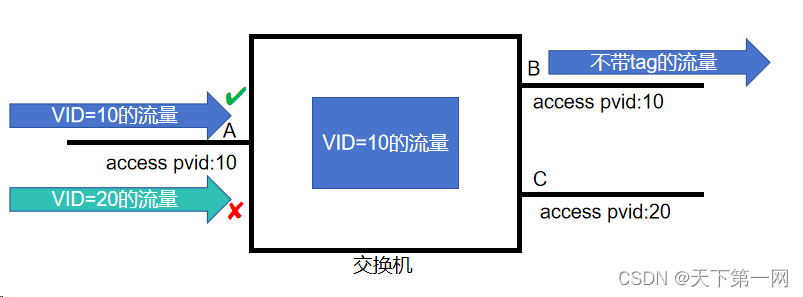 不带tag的流量
B
access pvid:10
VID=10的流量
A
access pvid:10
VID=10的流量
VID=20的流量
C
access pvid:20
交换机
CSDN @天下第一网